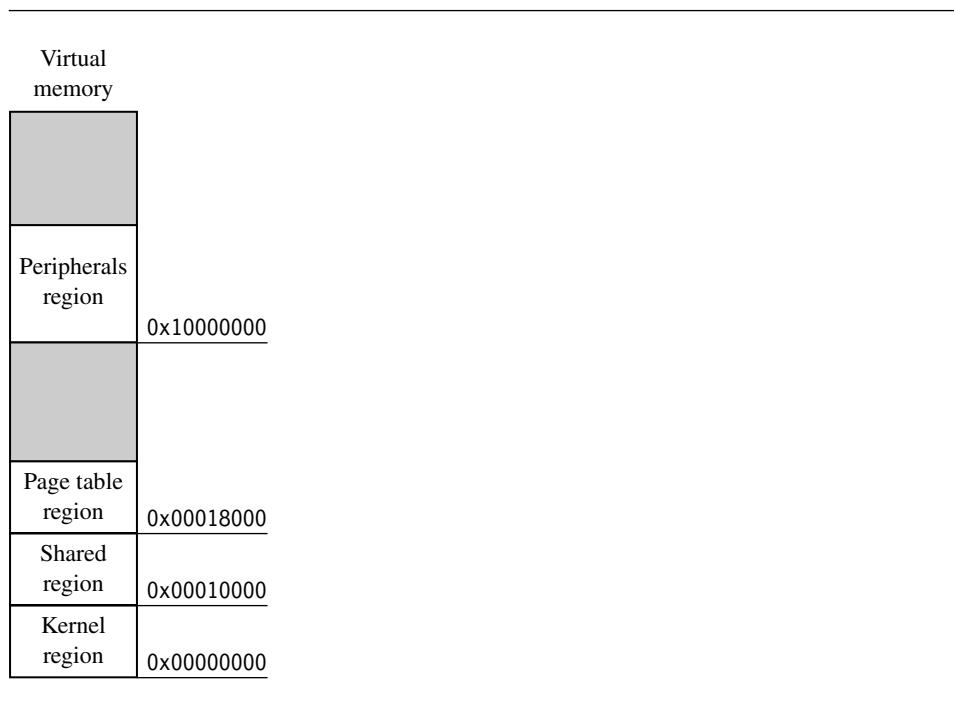 Virtual
memory
Peripherals
region
0x10000000
Page table
region
0x00018000
Shared
region
0x00010000
Kernel
region
0x00000000